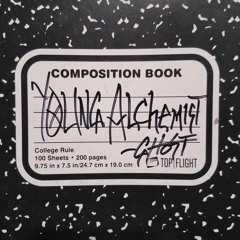 COMPOSITION BOOK
YOUNG AlchemisT
~GHOST
TOP FLIGHT
College Rule
100 Sheets • 200 pages
9.75 in x 7.5 in/24.7 cm x 19.0 cm